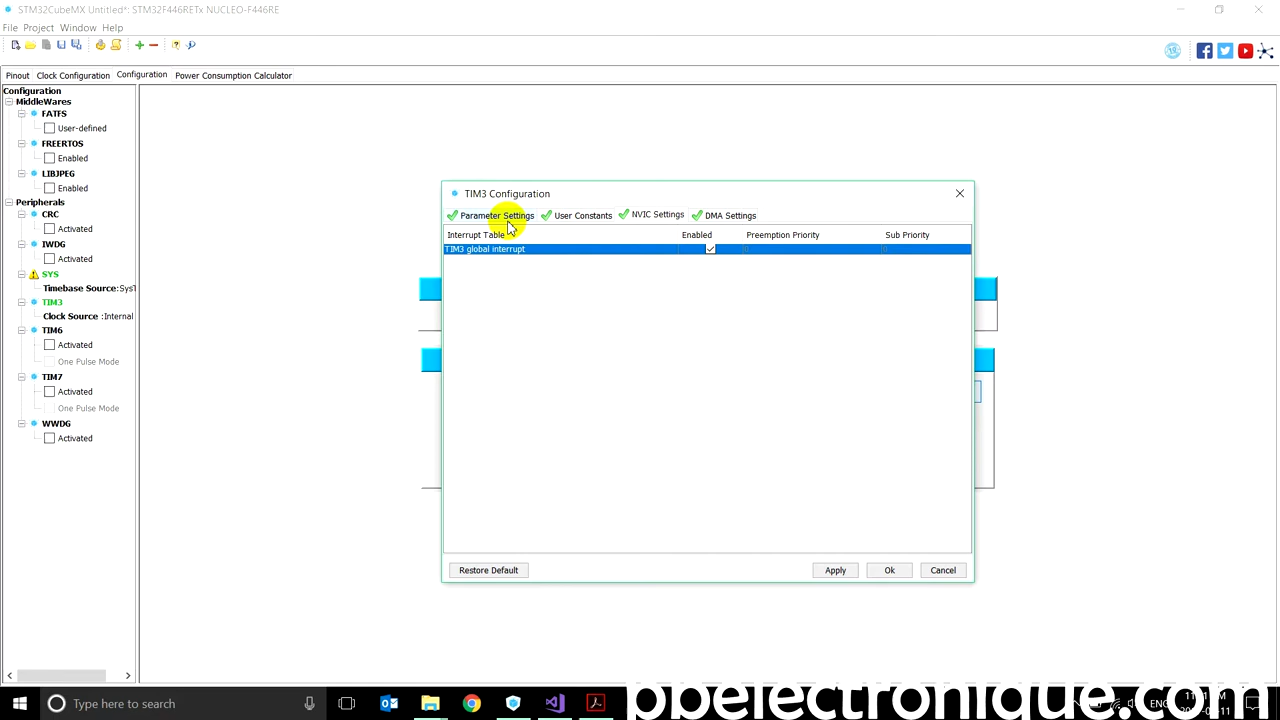 STM32CubeMX Untitled*: STM32F446RETx NUCLEO-F446RE
File Project Window Help
Pinout Clock Configuration Configuration Power Consumption Calculator
Configuration
MiddleWares
FATFS
User-defined
FREERTOS
Enabled
LIBJPEG
Enabled
Peripherals
CRC
Activated
IWDG
Activated
SYS
Timebase Source:SysT
TIM3
Clock Source :Internal
TIM6
Activated
One Pulse Mode
TIM7
Activated
One Pulse Mode
WWDG
Activated
TIM3 Configuration
Parameter Settings User Constants NVIC Settings DMA Settings
Interrupt Table Enabled Preemption Priority Sub Priority
TIM3 global interrupt 0 0
Restore Default Apply Ok Cancel
Type here to search
ppelectronique.com